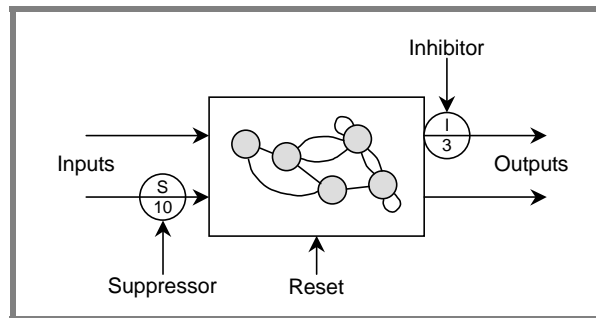 Inhibitor
I
3
Inputs
Outputs
S
10
Suppressor
Reset